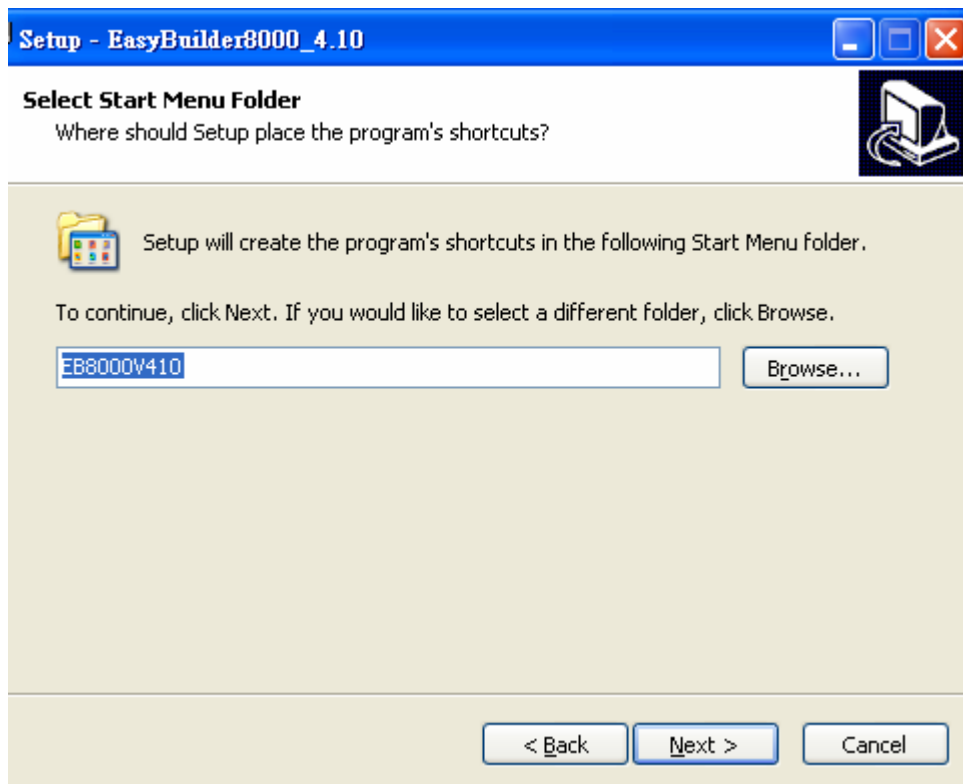 Setup - EasyBuilder8000_4.10
Select Start Menu Folder
Where should Setup place the program's shortcuts?
Setup will create the program's shortcuts in the following Start Menu folder.
To continue, click Next. If you would like to select a different folder, click Browse.
EB8000V410
Browse...
< Back
Next >
Cancel